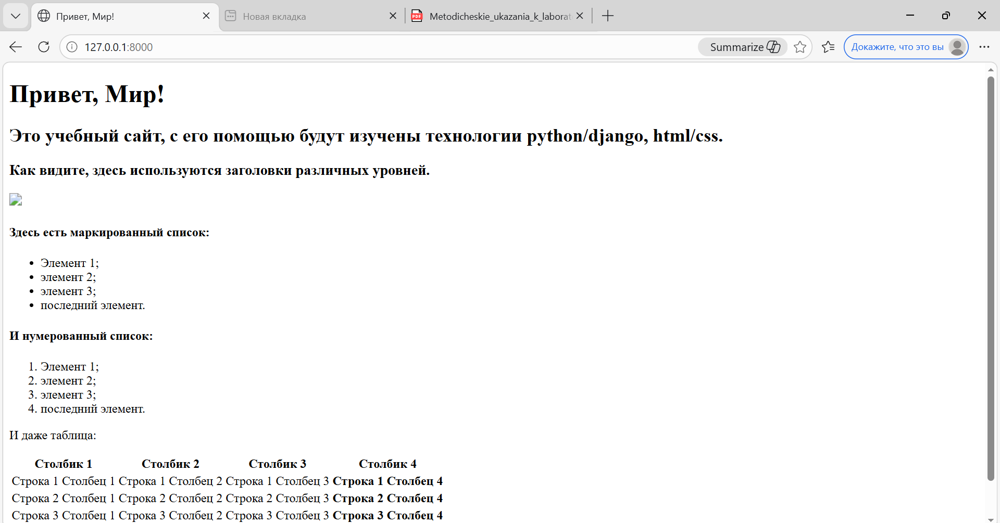 Привет, Мир!
Новая вкладка
PDF Metodicheskie_ukazania_k_laborat
127.0.0.1:8000
Summarize
Докажите, что это вы
Привет, Мир!
Это учебный сайт, с его помощью будут изучены технологии python/django, html/css.
Как видите, здесь используются заголовки различных уровней.
Здесь есть маркированный список:
Элемент 1;
элемент 2;
элемент 3;
последний элемент.
И нумерованный список:
1. Элемент 1;
2. элемент 2;
3. элемент 3;
4. последний элемент.
И даже таблица:
Столбик 1 Столбик 2 Столбик 3 Столбик 4
Строка 1 Столбец 1 Строка 1 Столбец 2 Строка 1 Столбец 3 Строка 1 Столбец 4
Строка 2 Столбец 1 Строка 2 Столбец 2 Строка 2 Столбец 3 Строка 2 Столбец 4
Строка 3 Столбец 1 Строка 3 Столбец 2 Строка 3 Столбец 3 Строка 3 Столбец 4